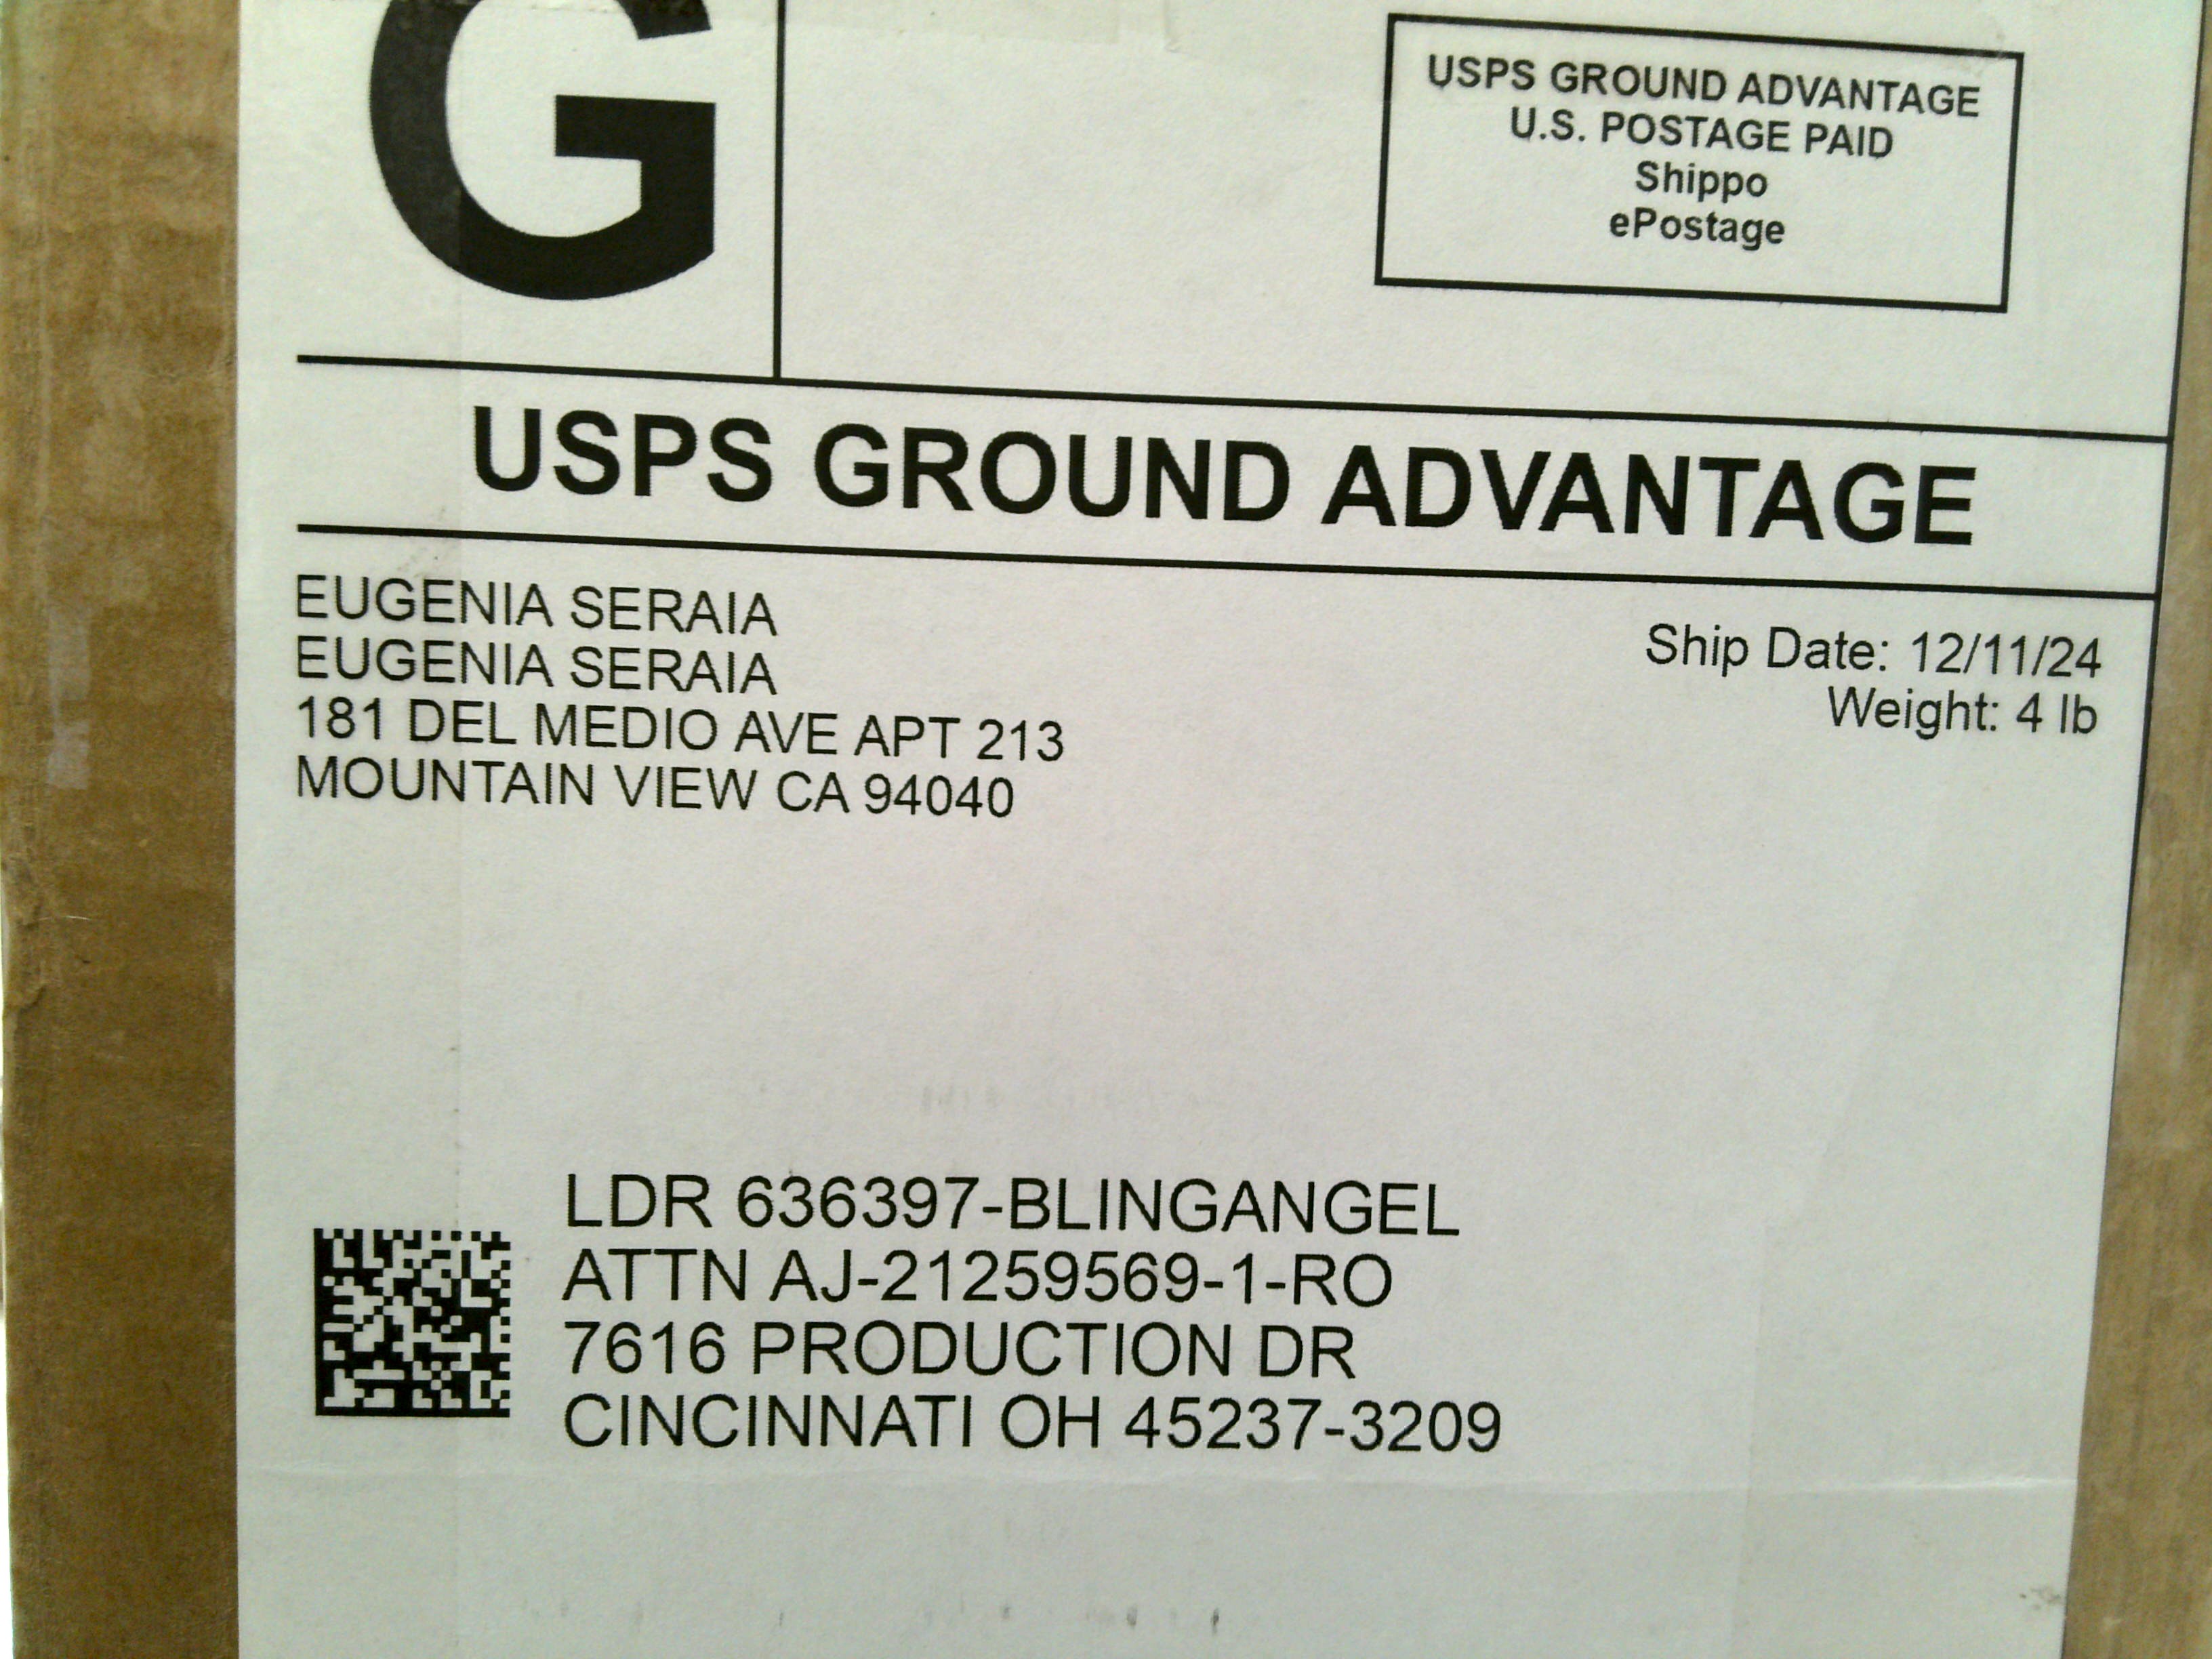 G
USPS GROUND ADVANTAGE
U.S. POSTAGE PAID
Shippo
ePostage
USPS GROUND ADVANTAGE
EUGENIA SERAIA
EUGENIA SERAIA
181 DEL MEDIO AVE APT 213
MOUNTAIN VIEW CA 94040
Ship Date: 12/11/24
Weight: 4 lb
LDR 636397-BLINGANGEL
ATTN AJ-21259569-1-RO
7616 PRODUCTION DR
CINCINNATI OH 45237-3209